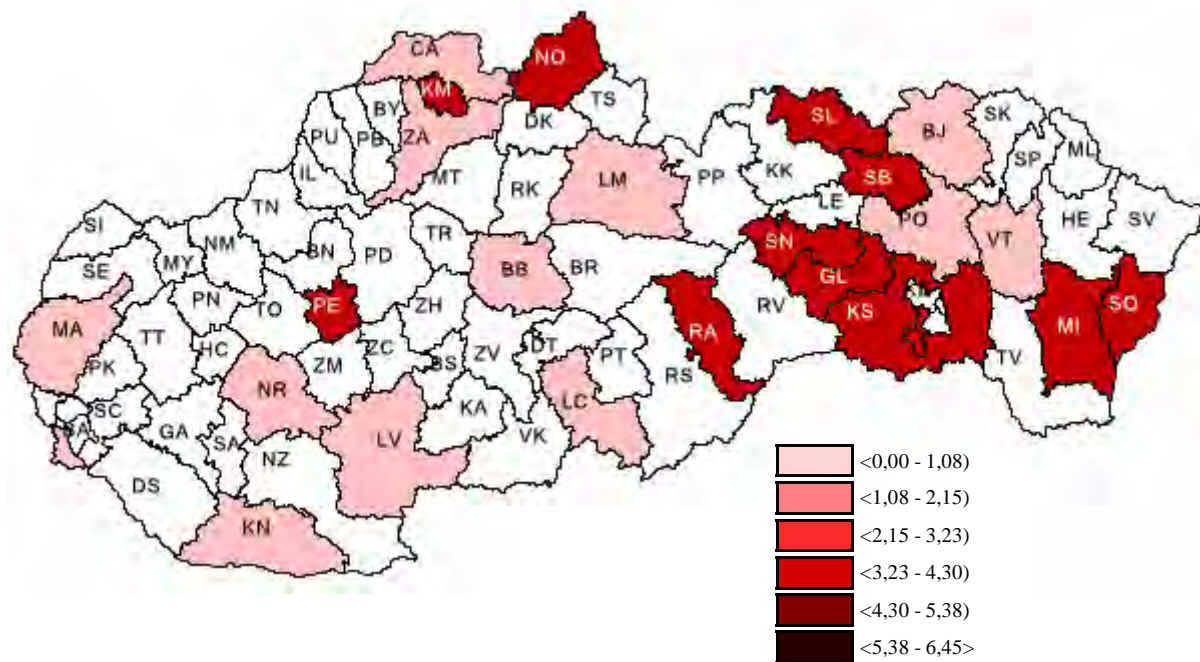 CA
NO
KM
TS
BY
PU
PB
ZA
DK
SL
BJ
SK
IL
MT
RK
LM
PP
KK
SB
SP
ML
TN
LE
SI
NM
BN
PD
TR
SN
PO
VT
HE
SV
SE
MY
BB
BR
GL
MA
PN
TO
PE
ZH
RA
RV
KS
MI
SO
TT
HC
ZM
ZC
BS
ZV
DT
PT
RS
TV
PK
NR
LC
SC
GA
SA
LV
KA
VK
NZ
DS
KN
<0,00 - 1,08)
<1,08 - 2,15)
<2,15 - 3,23)
<3,23 - 4,30)
<4,30 - 5,38)
<5,38 - 6,45>